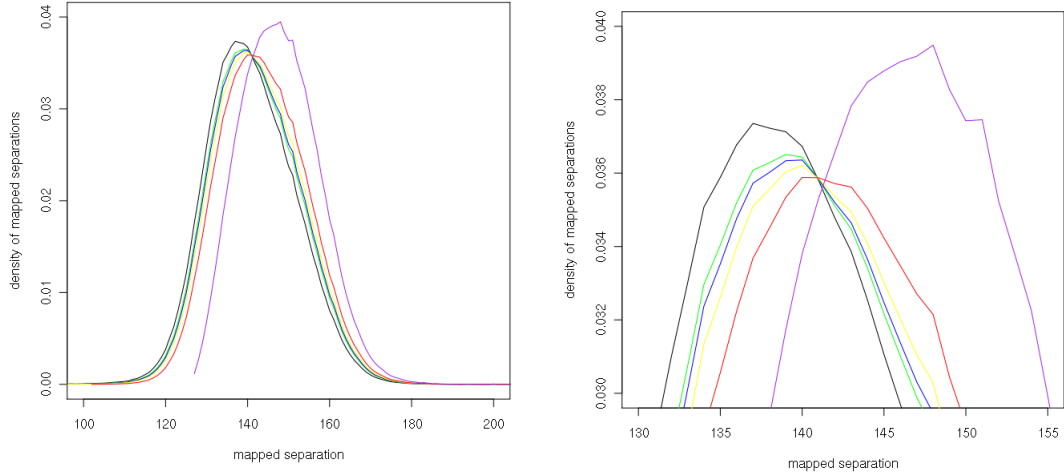 density of mapped separations
0.00 0.01 0.02 0.03 0.04
100 120 140 160 180 200
mapped separation
density of mapped separations
0.030 0.032 0.034 0.036 0.038 0.040
130 135 140 145 150 155
mapped separation